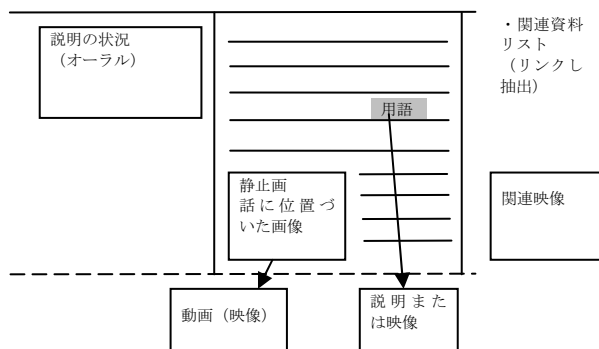 説明の状況
（オーラル）
・関連資料
リスト
（リンクし
抽出）
用語
静止画
話に位置づ
いた画像
関連映像
動画（映像）
説明また
は映像